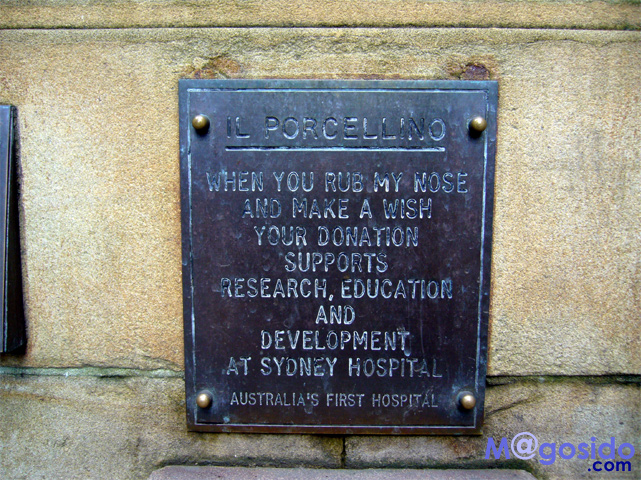 IL PORCELLINO
WHEN YOU RUB MY NOSE
AND MAKE A WISH
YOUR DONATION
SUPPORTS
RESEARCH, EDUCATION
AND
DEVELOPMENT
AT SYDNEY HOSPITAL
AUSTRALIA'S FIRST HOSPITAL
M@gosido
.com